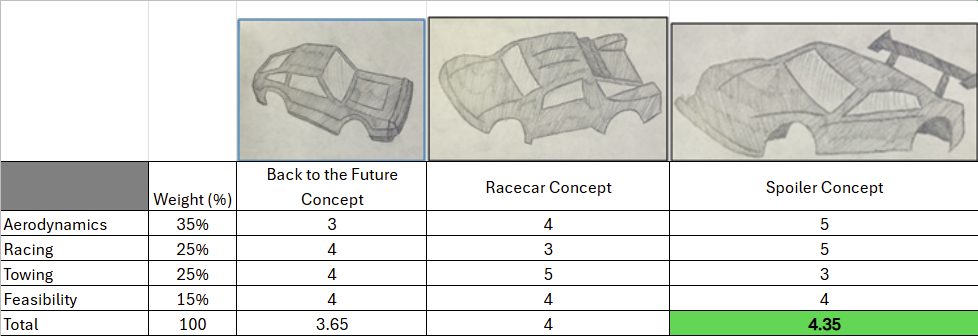 Weight (%) Back to the Future Concept Racecar Concept Spoiler Concept
Aerodynamics 35% 3 4 5
Racing 25% 4 3 5
Towing 25% 4 5 3
Feasibility 15% 4 4 4
Total 100 3.65 4 4.35